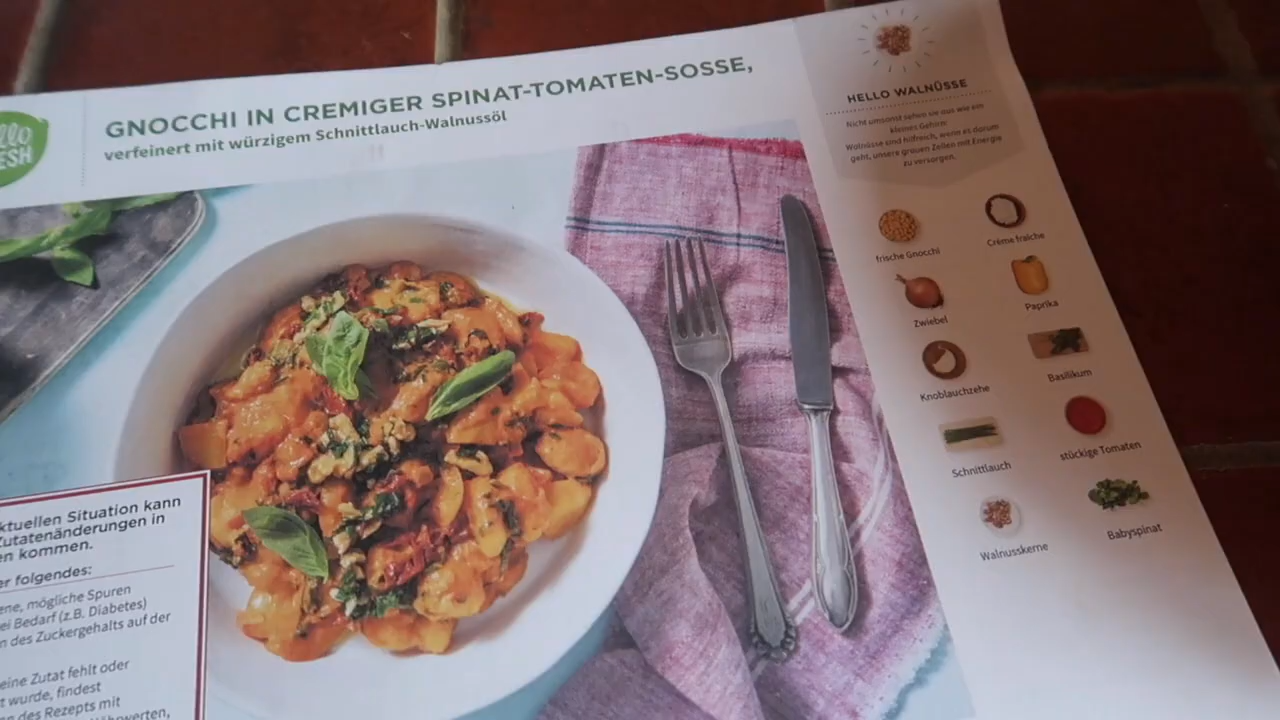 GNOCCHI IN CREMIGER SPINAT-TOMATEN-SOSSE,
verfeinert mit würzigem Schnittlauch-Walnussöl
HELLO WALNÜSSE
Nicht umsonst sehen sie aus wie ein
kleines Gehirn:
Walnüsse sind hilfreich, wenn es darum
geht, unsere grauen Zellen mit Energie
zu versorgen.
frische Gnocchi
Crème fraîche
Zwiebel
Paprika
Knoblauchzehe
Basilikum
Schnittlauch
stückige Tomaten
Walnusskerne
Babyspinat
ktuellen Situation kann
Zutatenänderungen in
en kommen.
er folgendes:
ene, mögliche Spuren
ei Bedarf (z.B. Diabetes)
n des Zuckergehalts auf der
eine Zutat fehlt oder
t wurde, findest
en des Rezepts mit